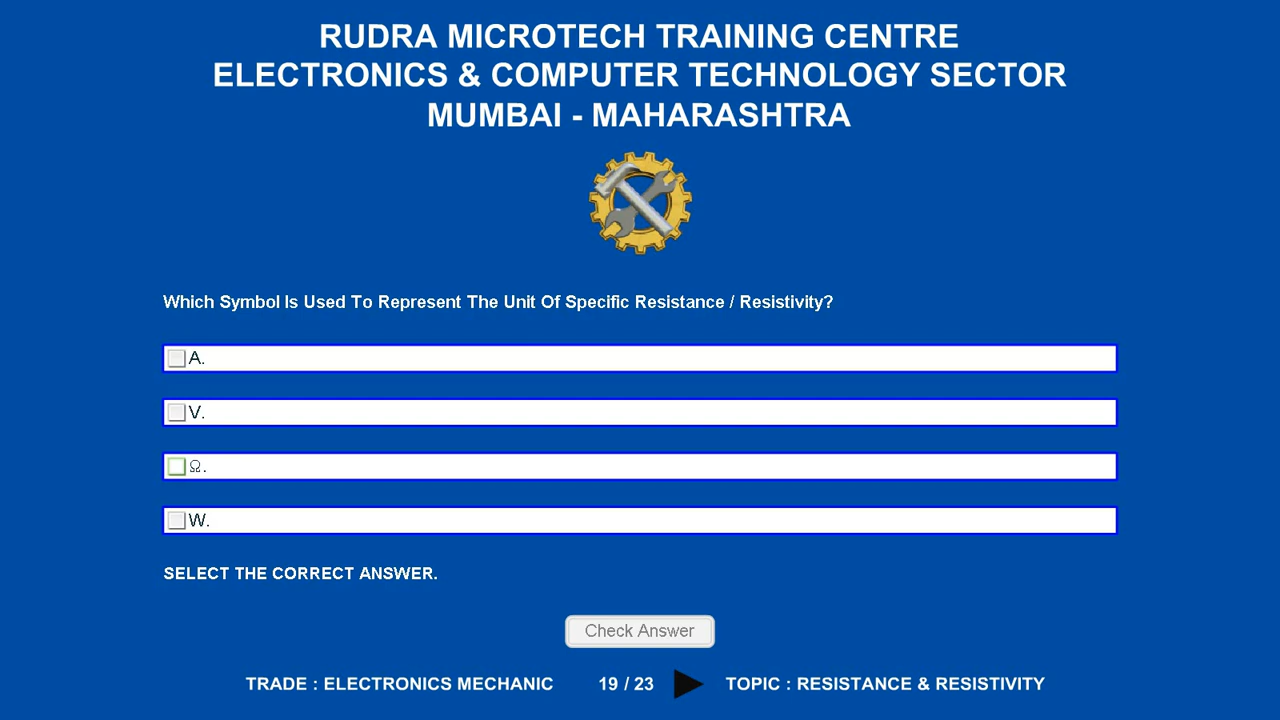 RUDRA MICROTECH TRAINING CENTRE
ELECTRONICS & COMPUTER TECHNOLOGY SECTOR
MUMBAI - MAHARASHTRA
Which Symbol Is Used To Represent The Unit Of Specific Resistance / Resistivity?
A.
V.
Ω.
W.
SELECT THE CORRECT ANSWER.
Check Answer
TRADE : ELECTRONICS MECHANIC 19 / 23 TOPIC : RESISTANCE & RESISTIVITY